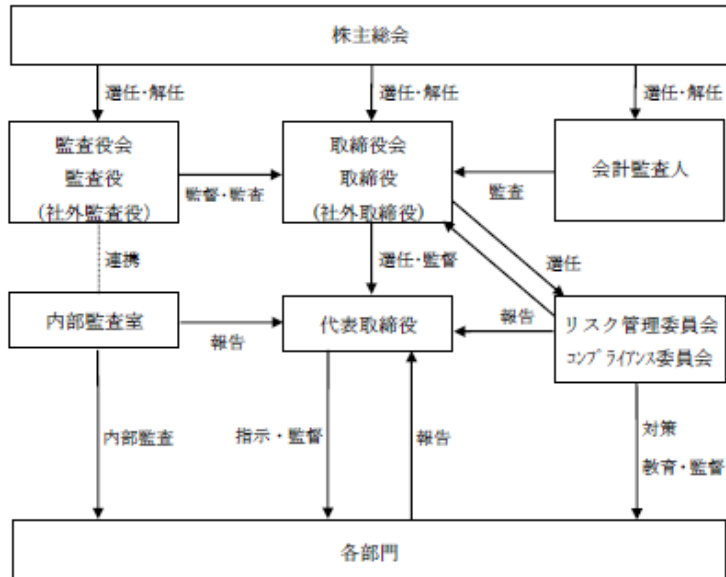 株主総会
選任・解任
選任・解任
選任・解任
監査役会
監査役
(社外監査役)
監督・監査
取締役会
取締役
(社外取締役)
監査
会計監査人
連携
選任・監督
選任
内部監査室
報告
代表取締役
報告
リスク管理委員会
コンプライアンス委員会
内部監査
指示・監督
報告
対策
教育・監督
各部門